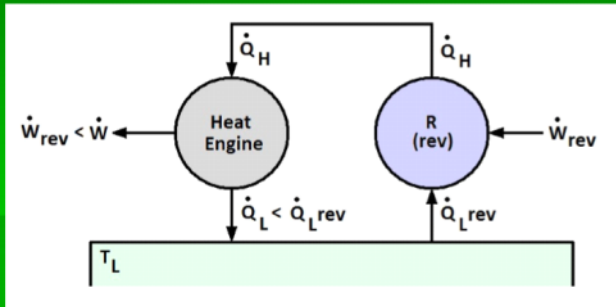 Q̇H
Q̇H
Ẇrev < Ẇ
Heat
Engine
R
(rev)
Ẇrev
Q̇L < Q̇Lrev
Q̇Lrev
TL